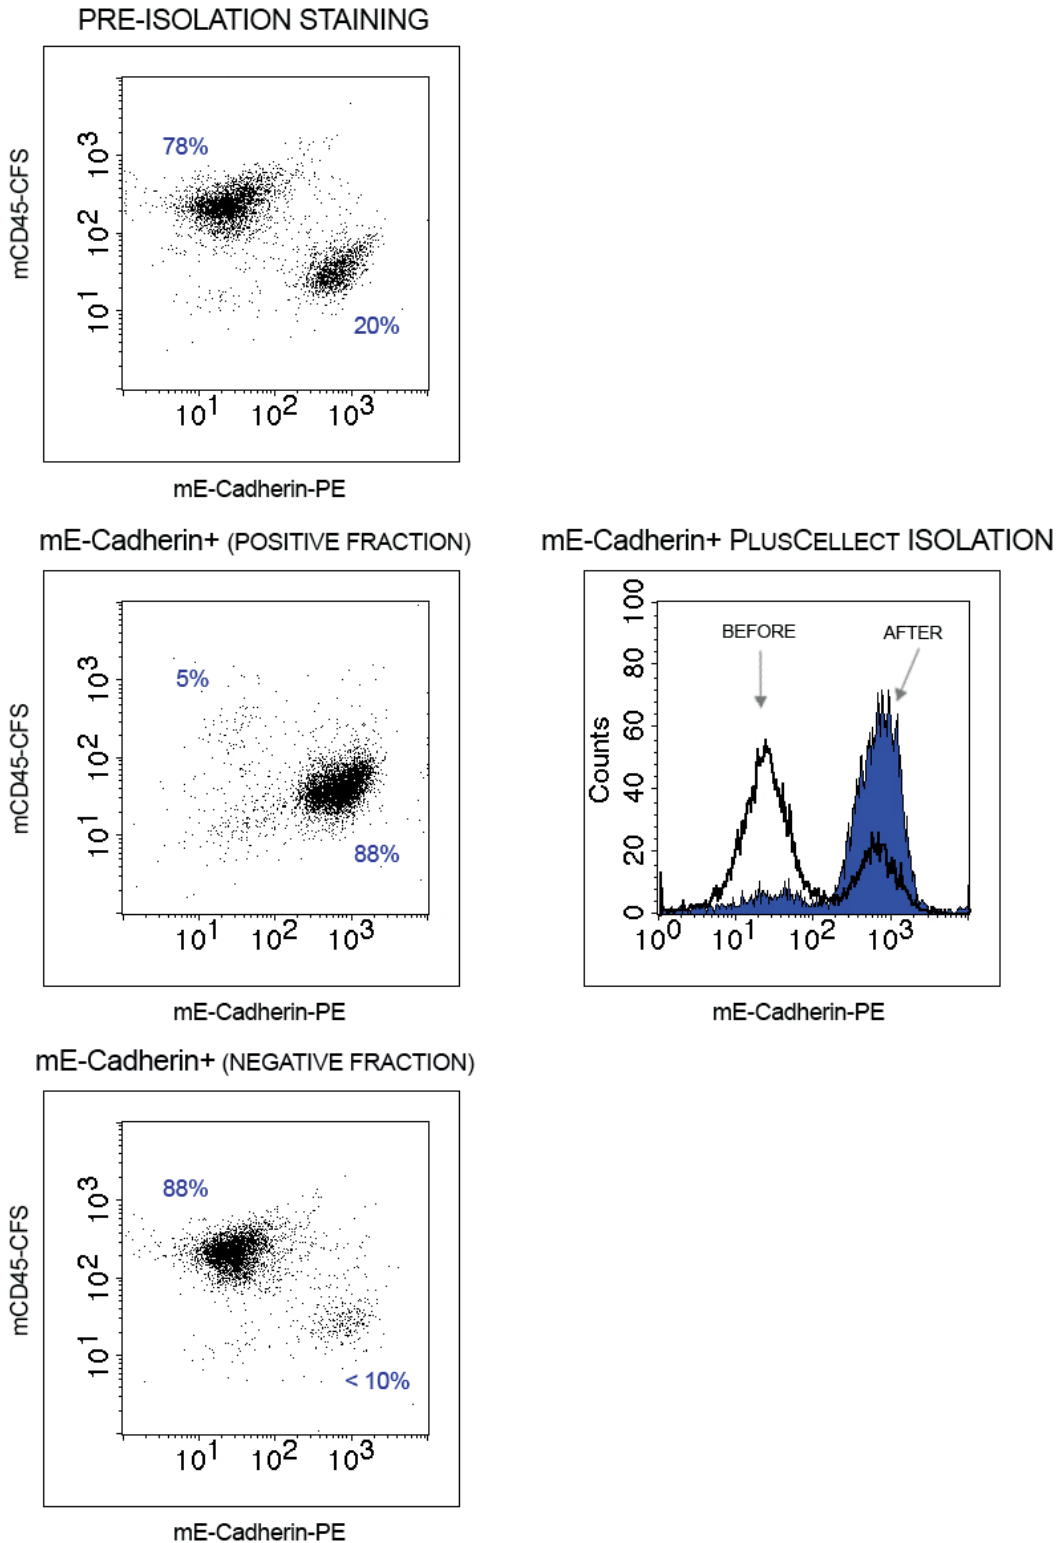 PRE-ISOLATION STAINING
mCD45-CFS
10³
10²
10¹
78%
20%
10¹ 10² 10³
mE-Cadherin-PE
mE-Cadherin+ (POSITIVE FRACTION)
mCD45-CFS
10³
10²
10¹
5%
88%
10¹ 10² 10³
mE-Cadherin-PE
mE-Cadherin+ PLUSCELLECT ISOLATION
Counts
100
80
60
40
20
0
BEFORE
AFTER
10⁰ 10¹ 10² 10³
mE-Cadherin-PE
mE-Cadherin+ (NEGATIVE FRACTION)
mCD45-CFS
10³
10²
10¹
88%
< 10%
10¹ 10² 10³
mE-Cadherin-PE